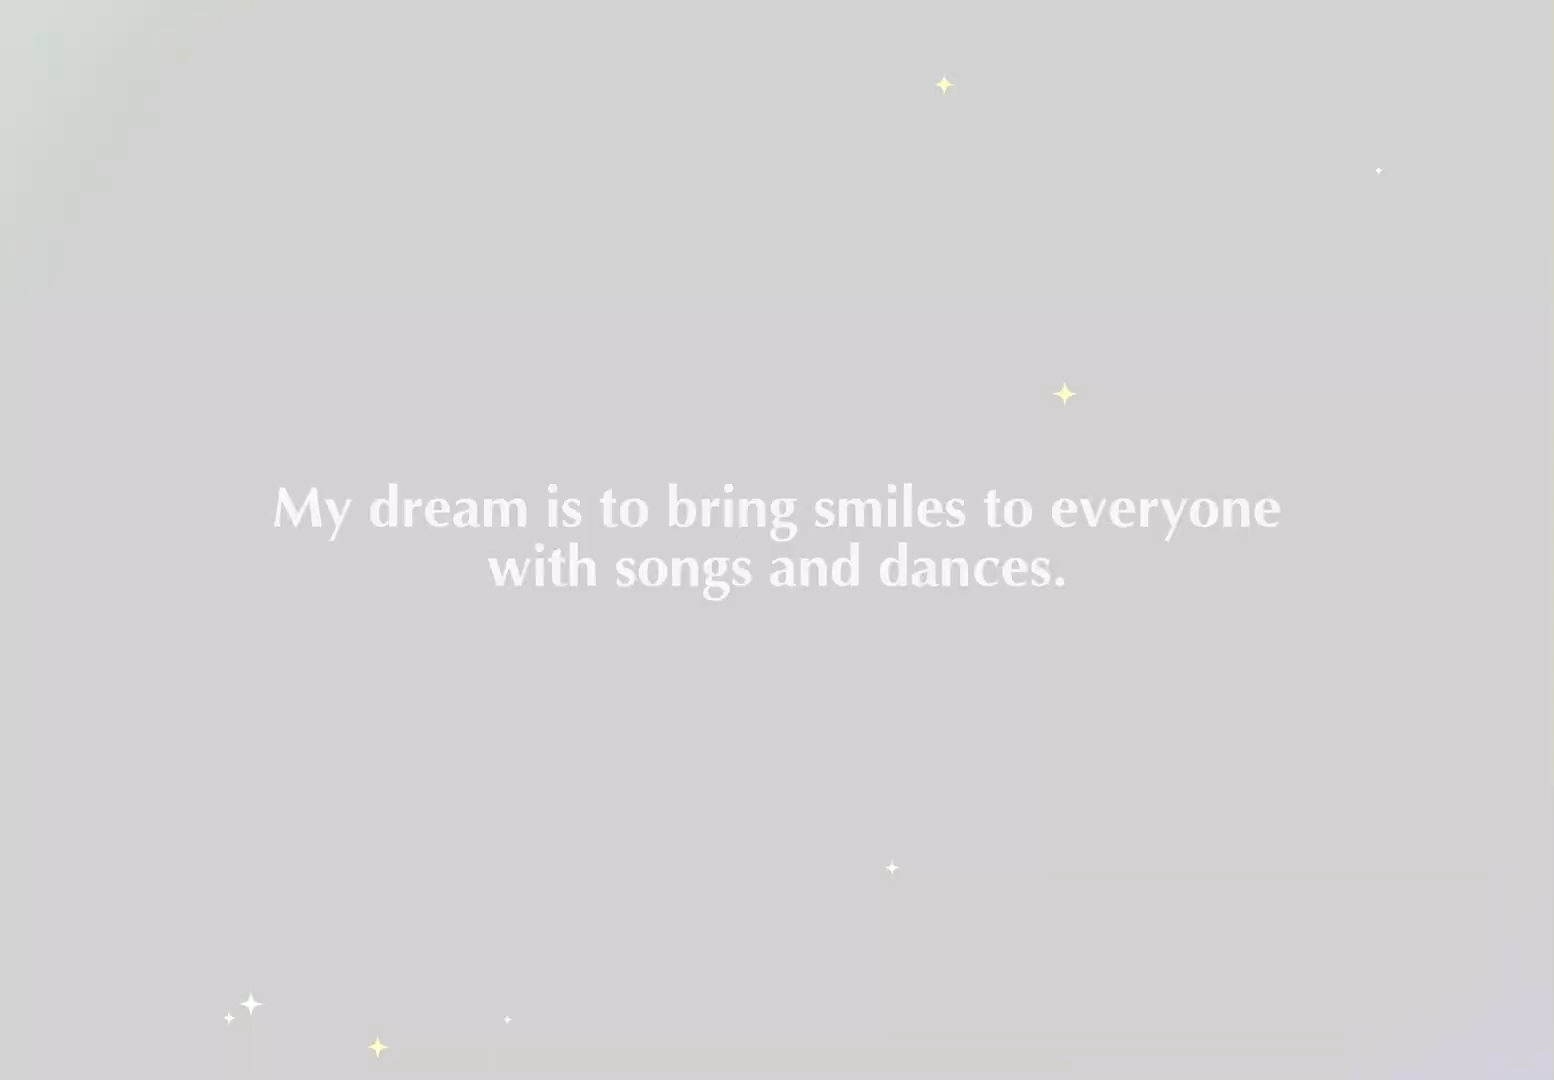 My dream is to bring smiles to everyone
with songs and dances.